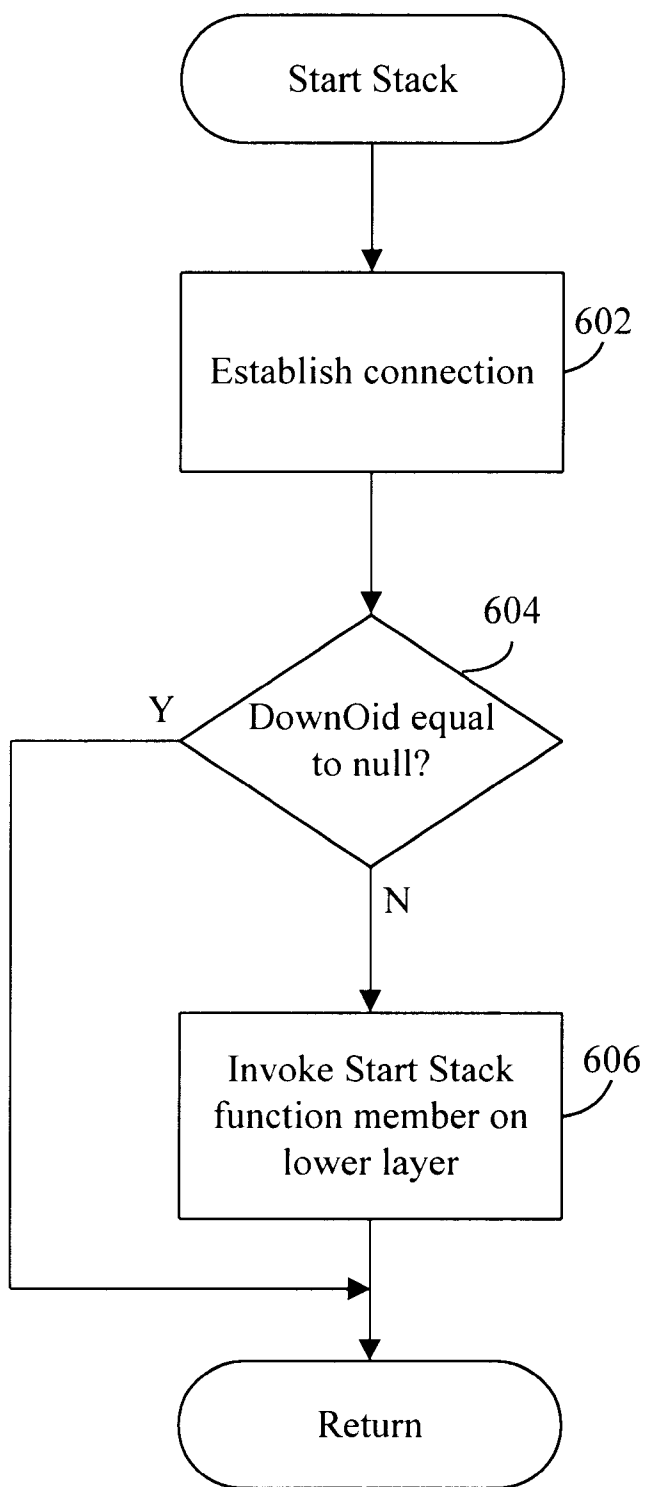 Start Stack
602
Establish connection
604
Y
DownOid equal
to null?
N
606
Invoke Start Stack
function member on
lower layer
Return